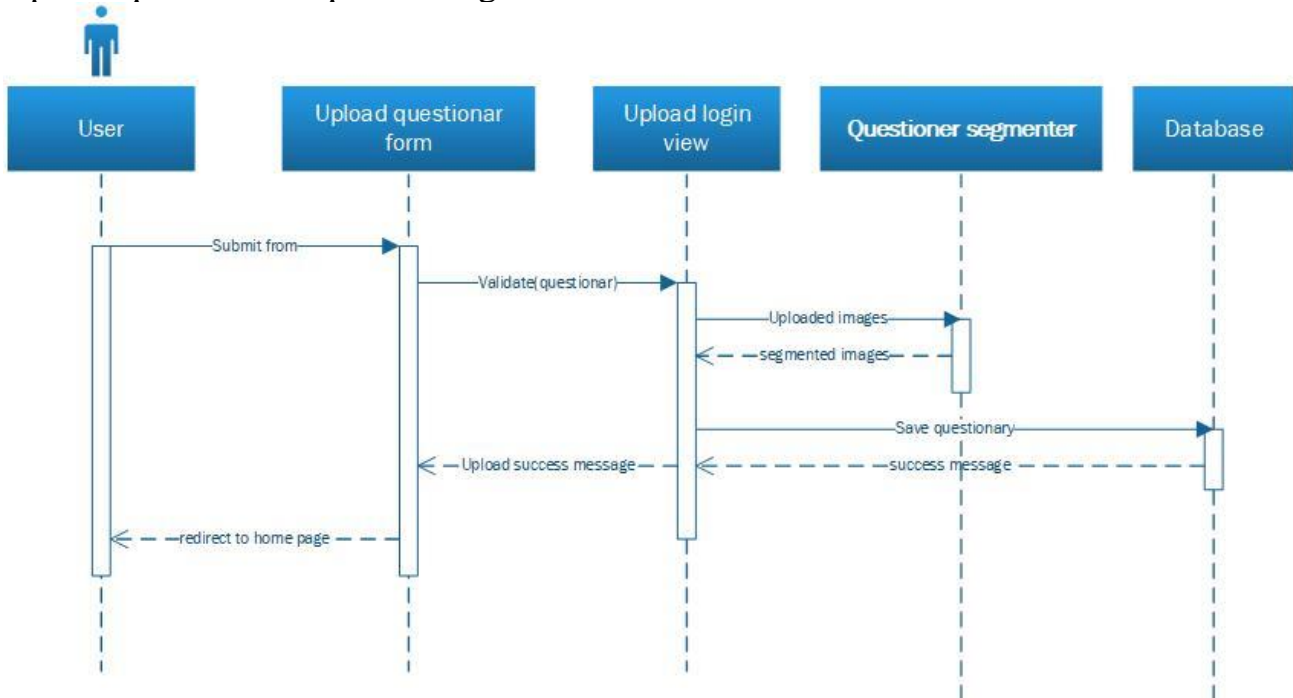 User
Upload questionar
form
Upload login
view
Questioner segmenter
Database
Submit from
Validate(questionar)
Uploaded images
segmented images
Save questionary
Upload success message
success message
redirect to home page